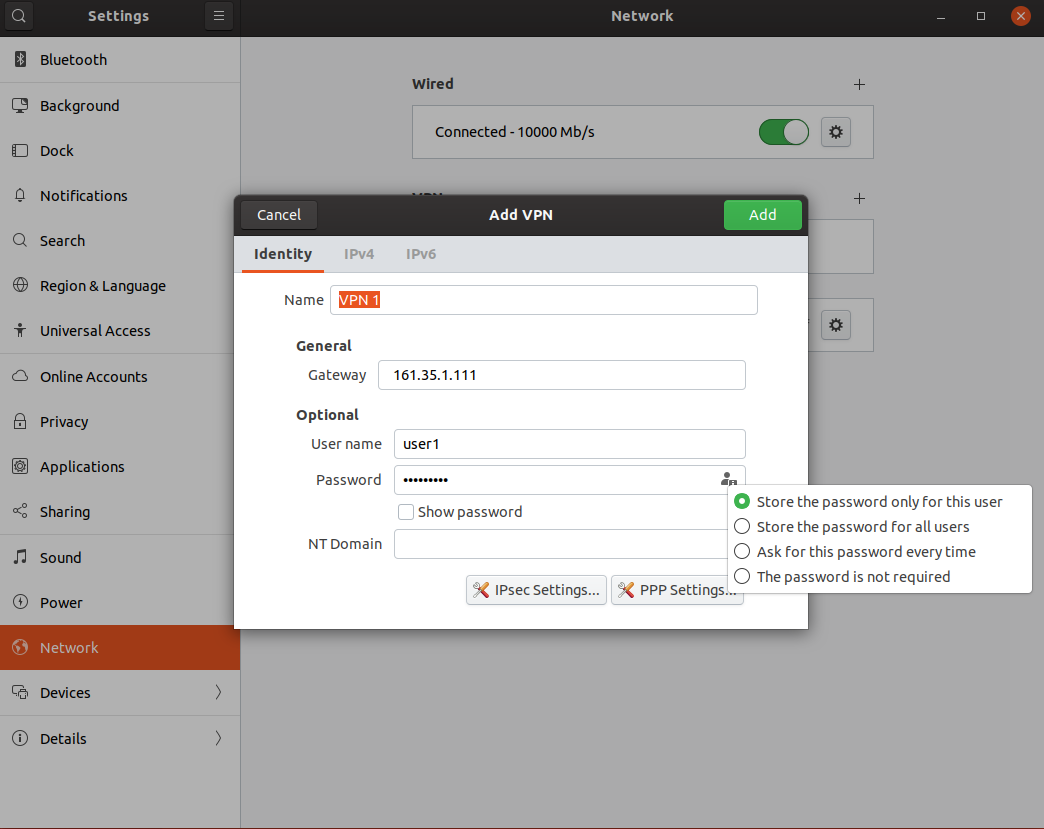 Settings
Network
Bluetooth
Background
Dock
Notifications
Search
Region & Language
Universal Access
Online Accounts
Privacy
Applications
Sharing
Sound
Power
Network
Devices
Details
Wired
Connected - 10000 Mb/s
VPN
Cancel
Add VPN
Add
Identity
IPv4
IPv6
Name
VPN 1
General
Gateway
161.35.1.111
Optional
User name
user1
Password
•••••••••
Show password
NT Domain
IPsec Settings...
PPP Settings...
Store the password only for this user
Store the password for all users
Ask for this password every time
The password is not required